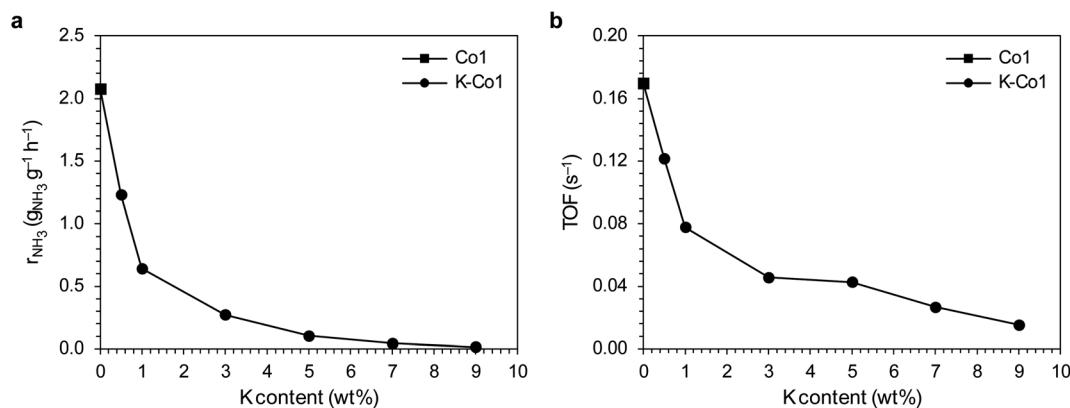 a
2.5
2.0
1.5
1.0
0.5
0.0
r_NH₃ (g_NH₃ g⁻¹ h⁻¹)
Co1
K-Co1
0 1 2 3 4 5 6 7 8 9 10
K content (wt%)
b
0.20
0.16
0.12
0.08
0.04
0.00
TOF (s⁻¹)
Co1
K-Co1
0 1 2 3 4 5 6 7 8 9 10
K content (wt%)